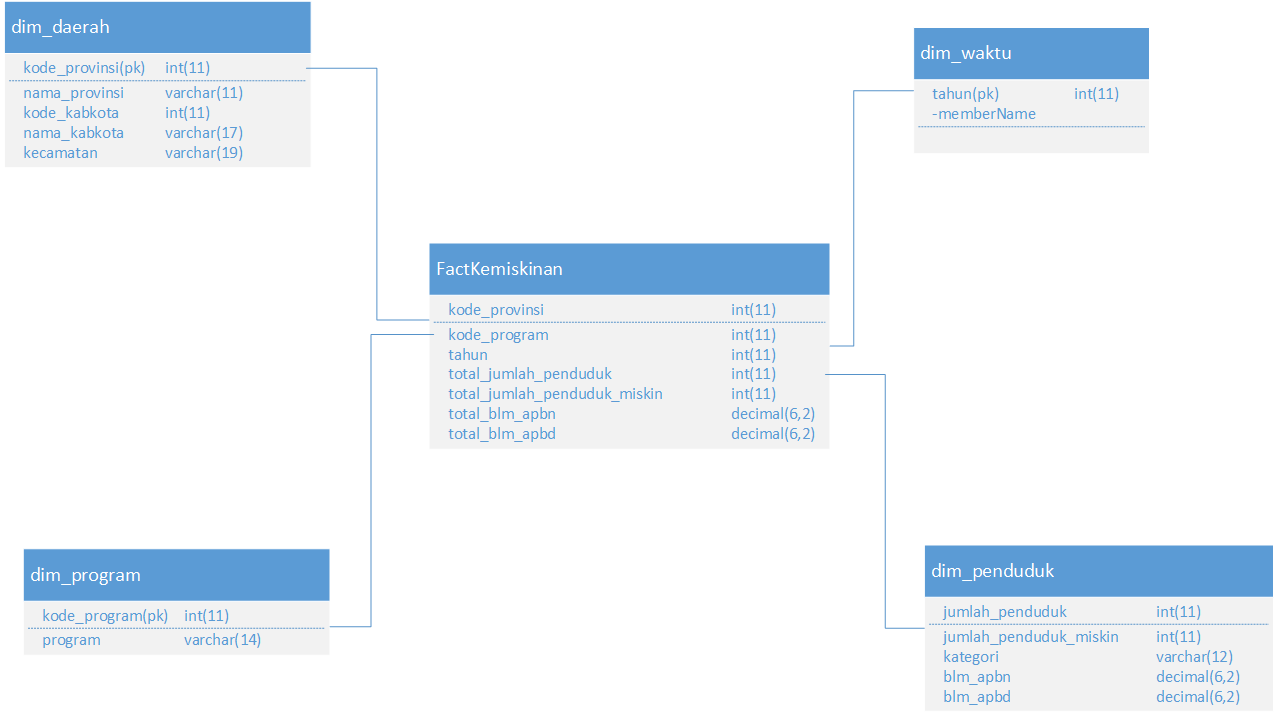 dim_daerah
kode_provinsi(pk) int(11)
nama_provinsi varchar(11)
kode_kabkota int(11)
nama_kabkota varchar(17)
kecamatan varchar(19)
dim_waktu
tahun(pk) int(11)
-memberName
FactKemiskinan
kode_provinsi int(11)
kode_program int(11)
tahun int(11)
total_jumlah_penduduk int(11)
total_jumlah_penduduk_miskin int(11)
total_blm_apbn decimal(6,2)
total_blm_apbd decimal(6,2)
dim_program
kode_program(pk) int(11)
program varchar(14)
dim_penduduk
jumlah_penduduk int(11)
jumlah_penduduk_miskin int(11)
kategori varchar(12)
blm_apbn decimal(6,2)
blm_apbd decimal(6,2)